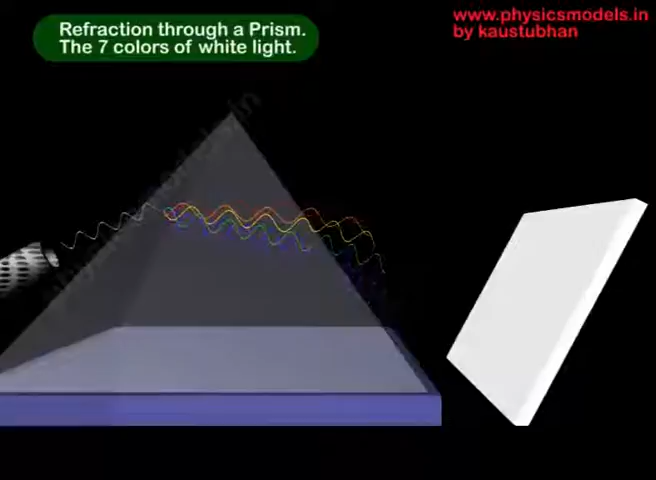 Refraction through a Prism.
The 7 colors of white light.
www.physicsmodels.in
by kaustubhan